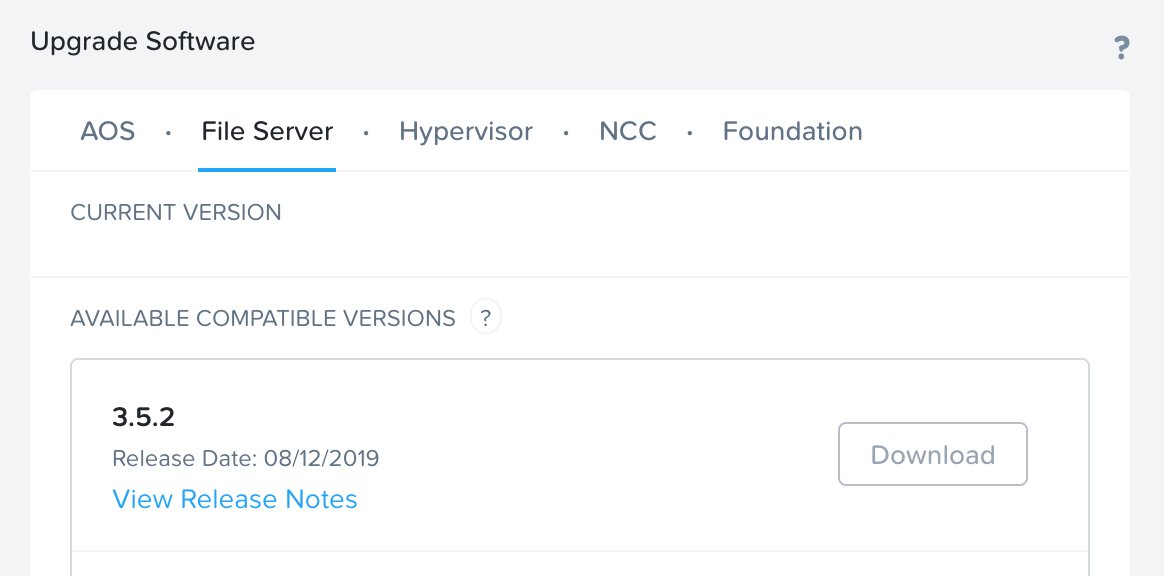 Upgrade Software
?
AOS · File Server · Hypervisor · NCC · Foundation
CURRENT VERSION
AVAILABLE COMPATIBLE VERSIONS ?
3.5.2
Release Date: 08/12/2019
Download
View Release Notes